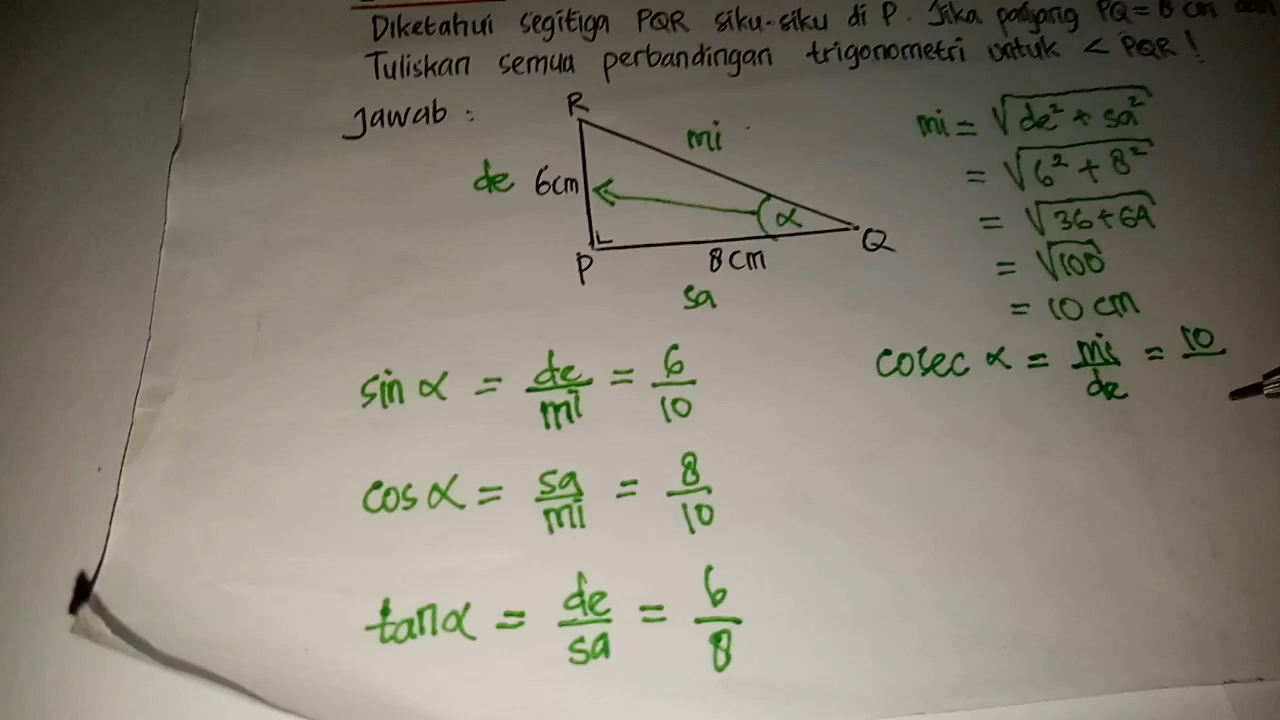 Diketahui segitiga PQR siku-siku di P. Jika panjang PQ = 8 cm
Tuliskan semua perbandingan trigonometri untuk < PQR !
Jawab :
R
mi
de 6cm
α
P
Q
8cm
sa
mi = √de² + sa²
= √6² + 8²
= √36 + 64
= √100
= 10 cm
sin α = de/mi = 6/10
cos α = sa/mi = 8/10
tan α = de/sa = 6/8
cosec α = mi/de = 10